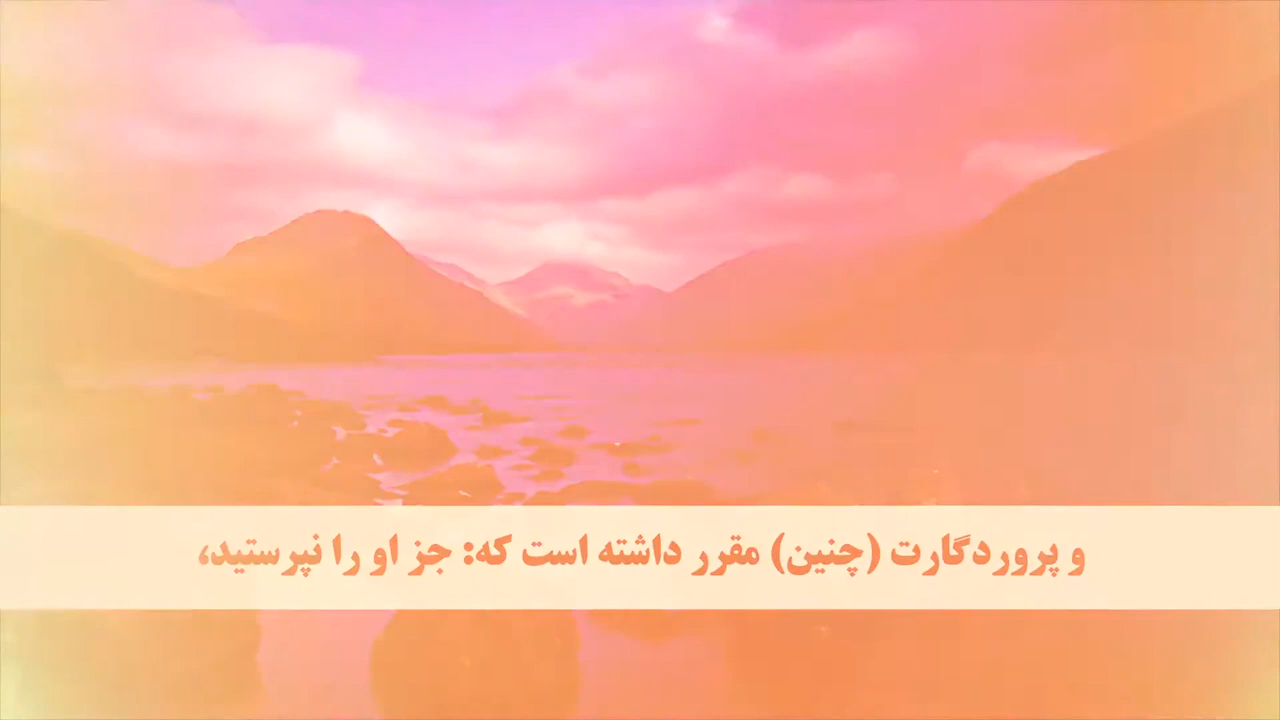 و پروردگارت (چنین) مقرر داشته است که: جز او را نپرستید،